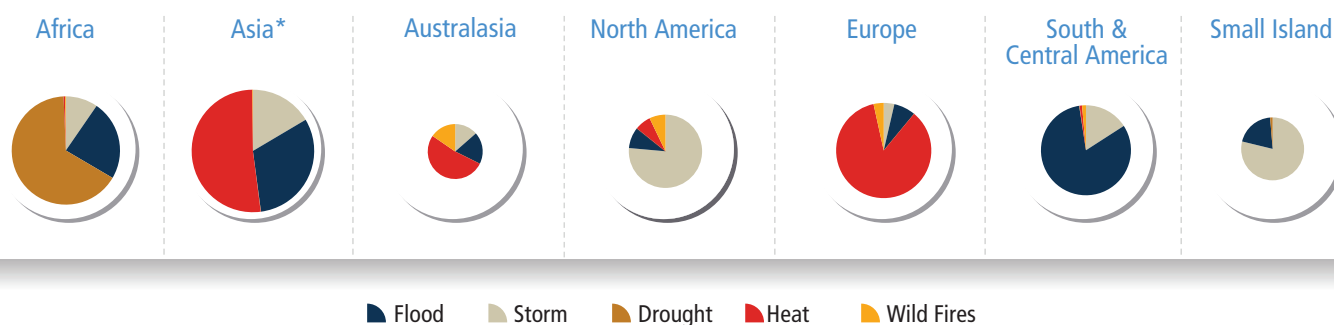 Africa
Asia*
Australasia
North America
Europe
South &
Central America
Small Island
Flood
Storm
Drought
Heat
Wild Fires